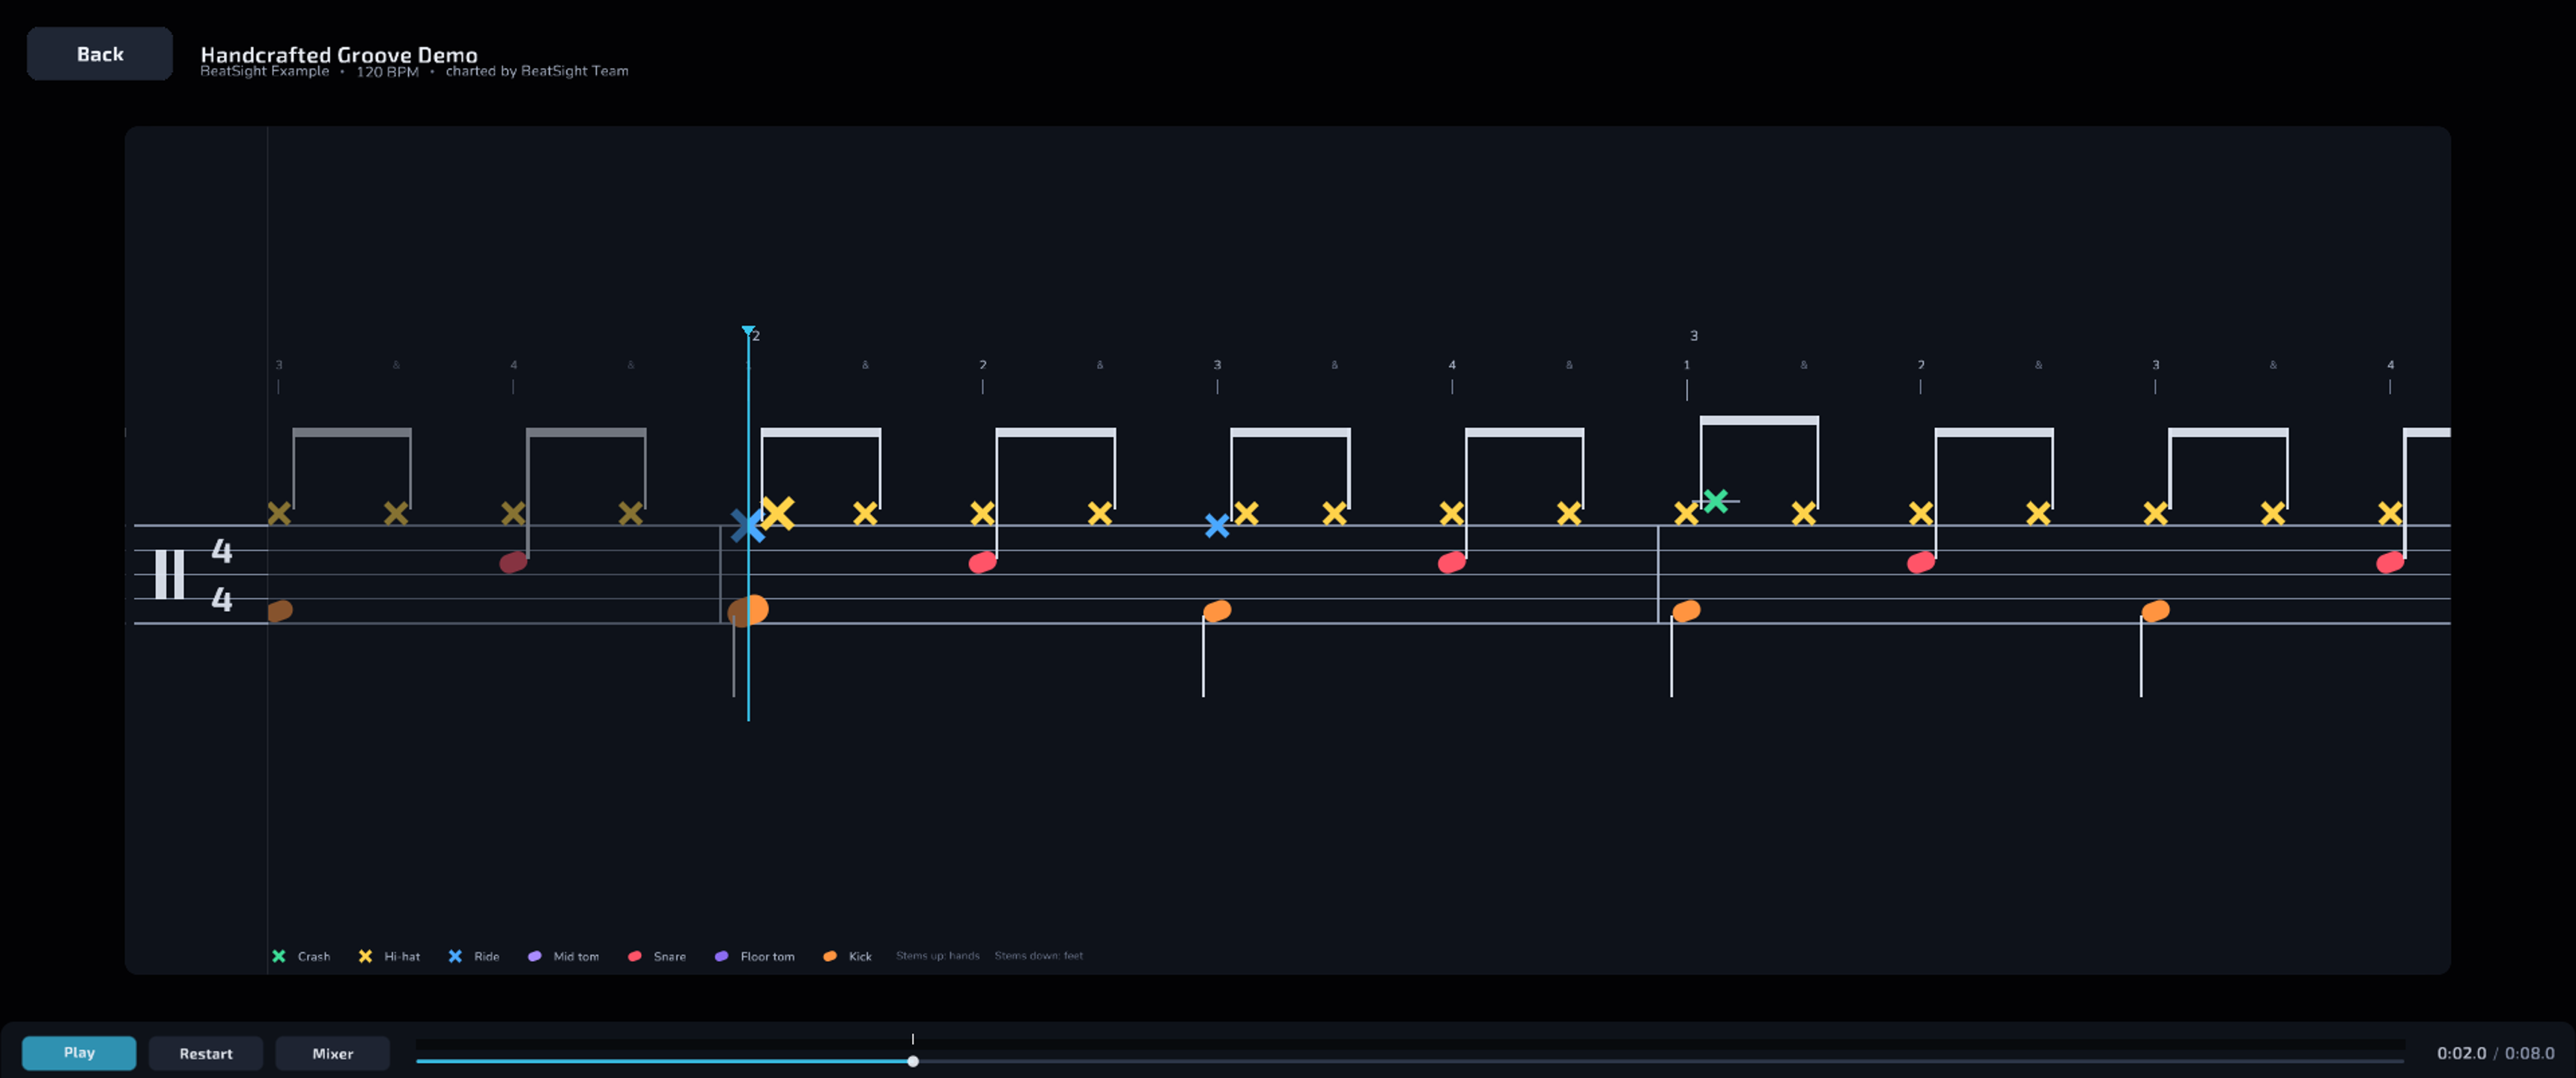 Back
Handcrafted Groove Demo
BeatSight Example • 120 BPM • charted by BeatSight Team
2 3
3 & 4 & & 2 & 3 & 4 & 1 & 2 & 3 & 4
4
4
Crash Hi-hat Ride Mid tom Snare Floor tom Kick Stems up: hands Stems down: feet
Play Restart Mixer 0:02.0 / 0:08.0